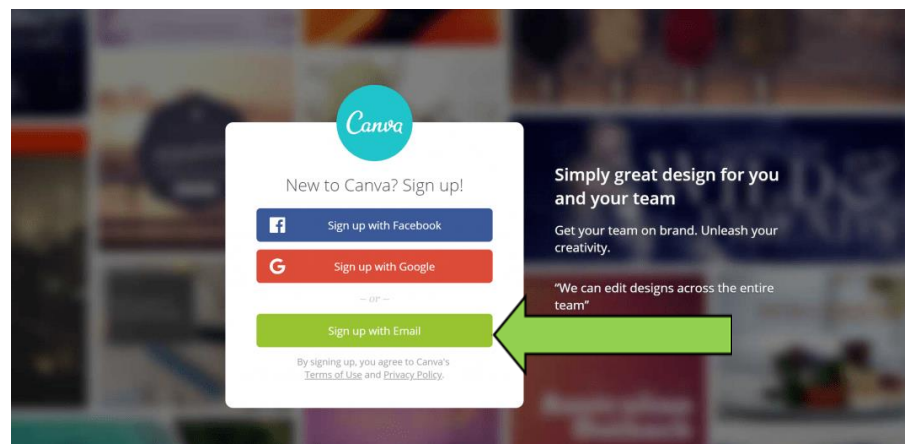 Canva
New to Canva? Sign up!
Sign up with Facebook
Sign up with Google
– or –
Sign up with Email
By signing up, you agree to Canva's
Terms of Use and Privacy Policy.
Simply great design for you
and your team
Get your team on brand. Unleash your
creativity.
“We can edit designs across the entire
team”